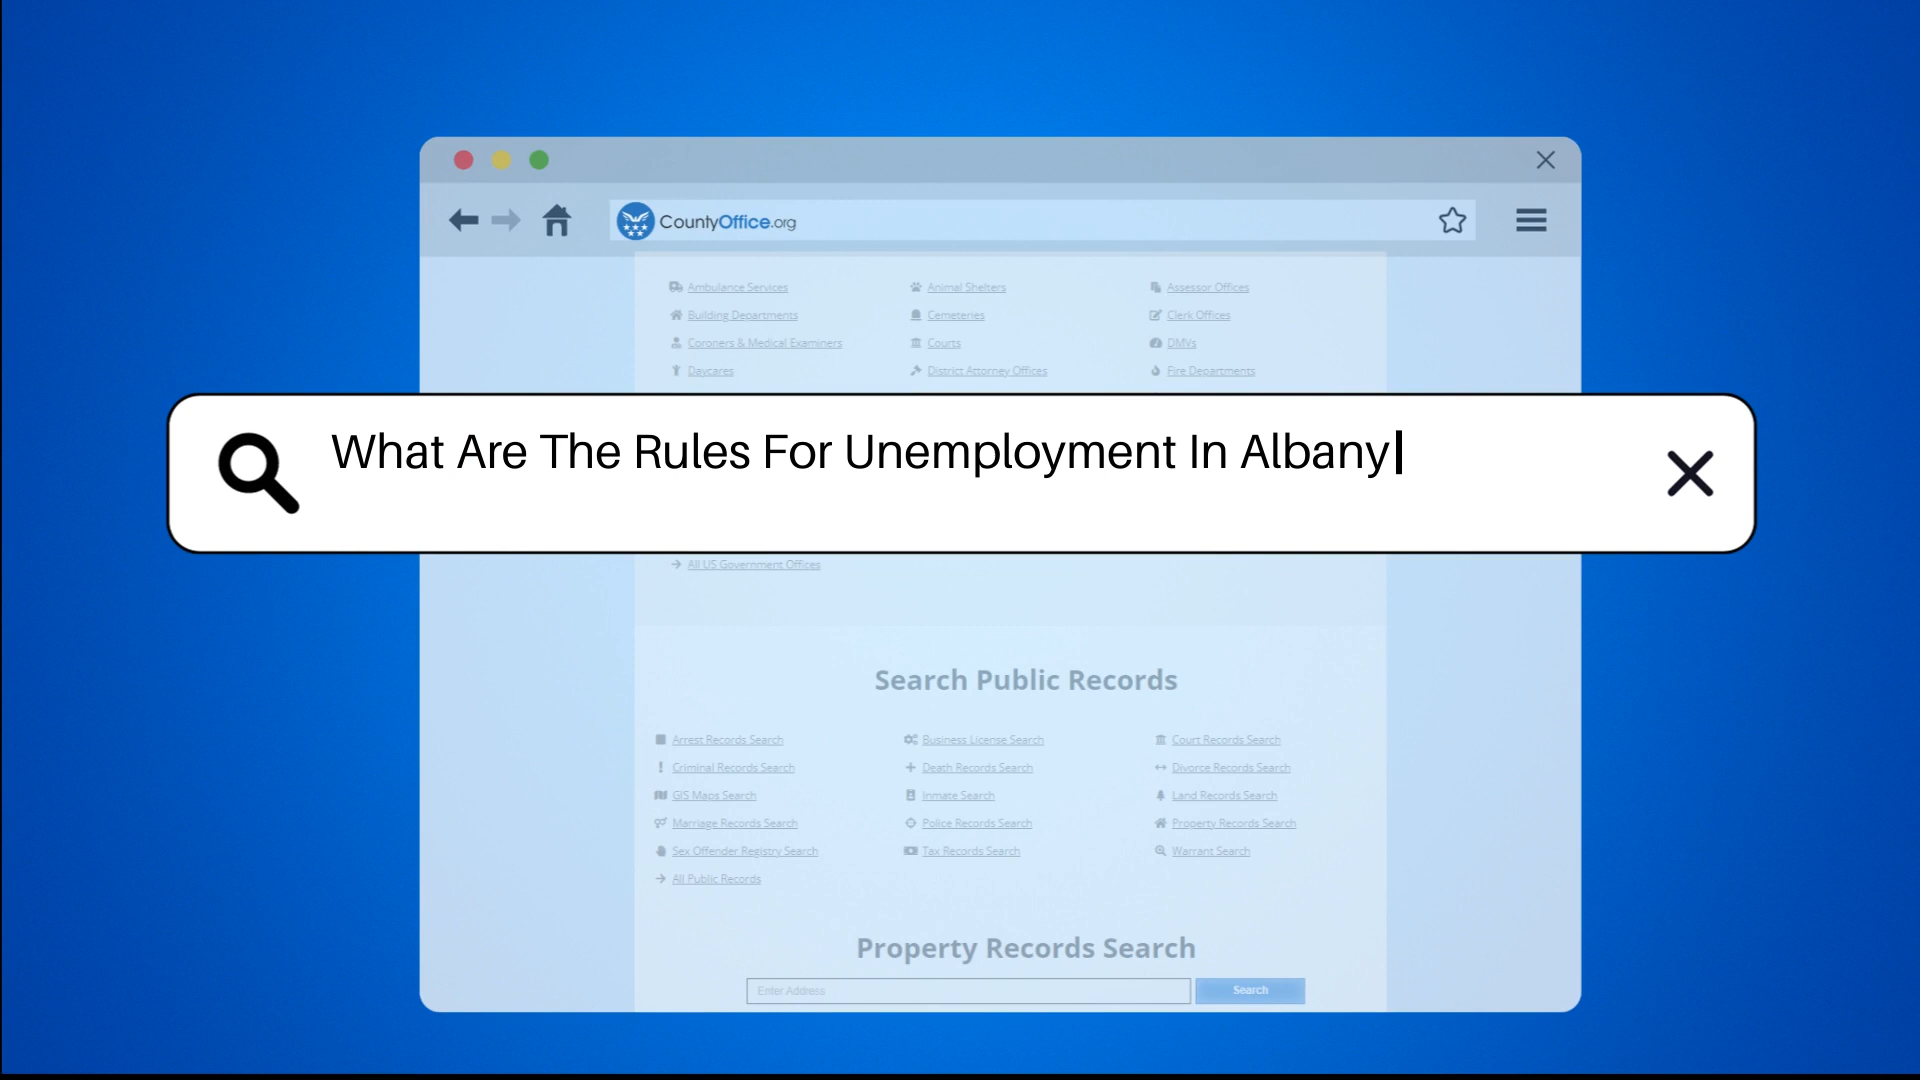 CountyOffice.org
Ambulance Services Animal Shelters Assessor Offices
Building Departments Cemeteries Clerk Offices
Coroners & Medical Examiners Courts DMVs
Daycares District Attorney Offices Fire Departments
What Are The Rules For Unemployment In Albany
All US Government Offices
Search Public Records
Arrest Records Search Business License Search Court Records Search
Criminal Records Search Death Records Search Divorce Records Search
GIS Maps Search Inmate Search Land Records Search
Marriage Records Search Police Records Search Property Records Search
Sex Offender Registry Search Tax Records Search Warrant Search
All Public Records
Property Records Search
Enter Address Search